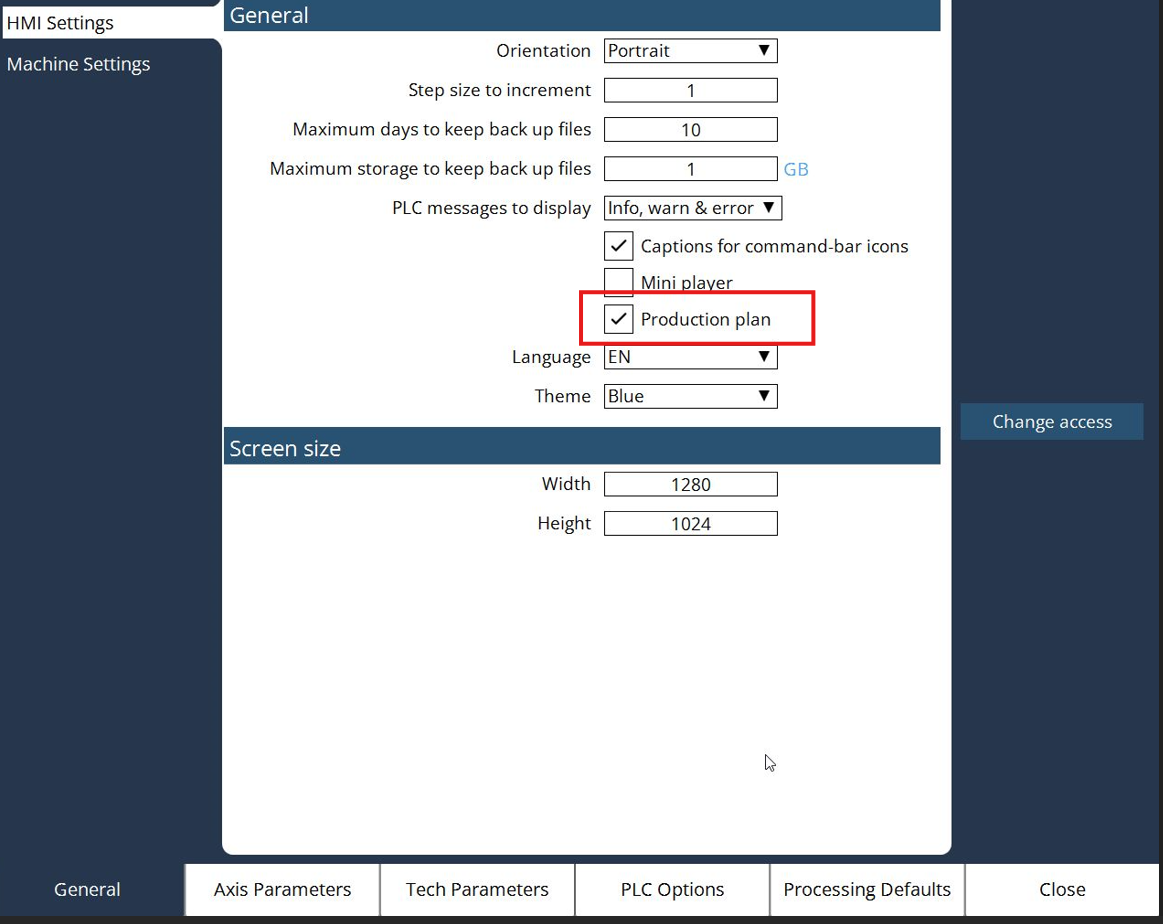 HMI Settings
Machine Settings
General
Orientation Portrait
Step size to increment 1
Maximum days to keep back up files 10
Maximum storage to keep back up files 1 GB
PLC messages to display Info, warn & error
Captions for command-bar icons
Mini player
Production plan
Language EN
Theme Blue
Screen size
Width 1280
Height 1024
Change access
General Axis Parameters Tech Parameters PLC Options Processing Defaults Close